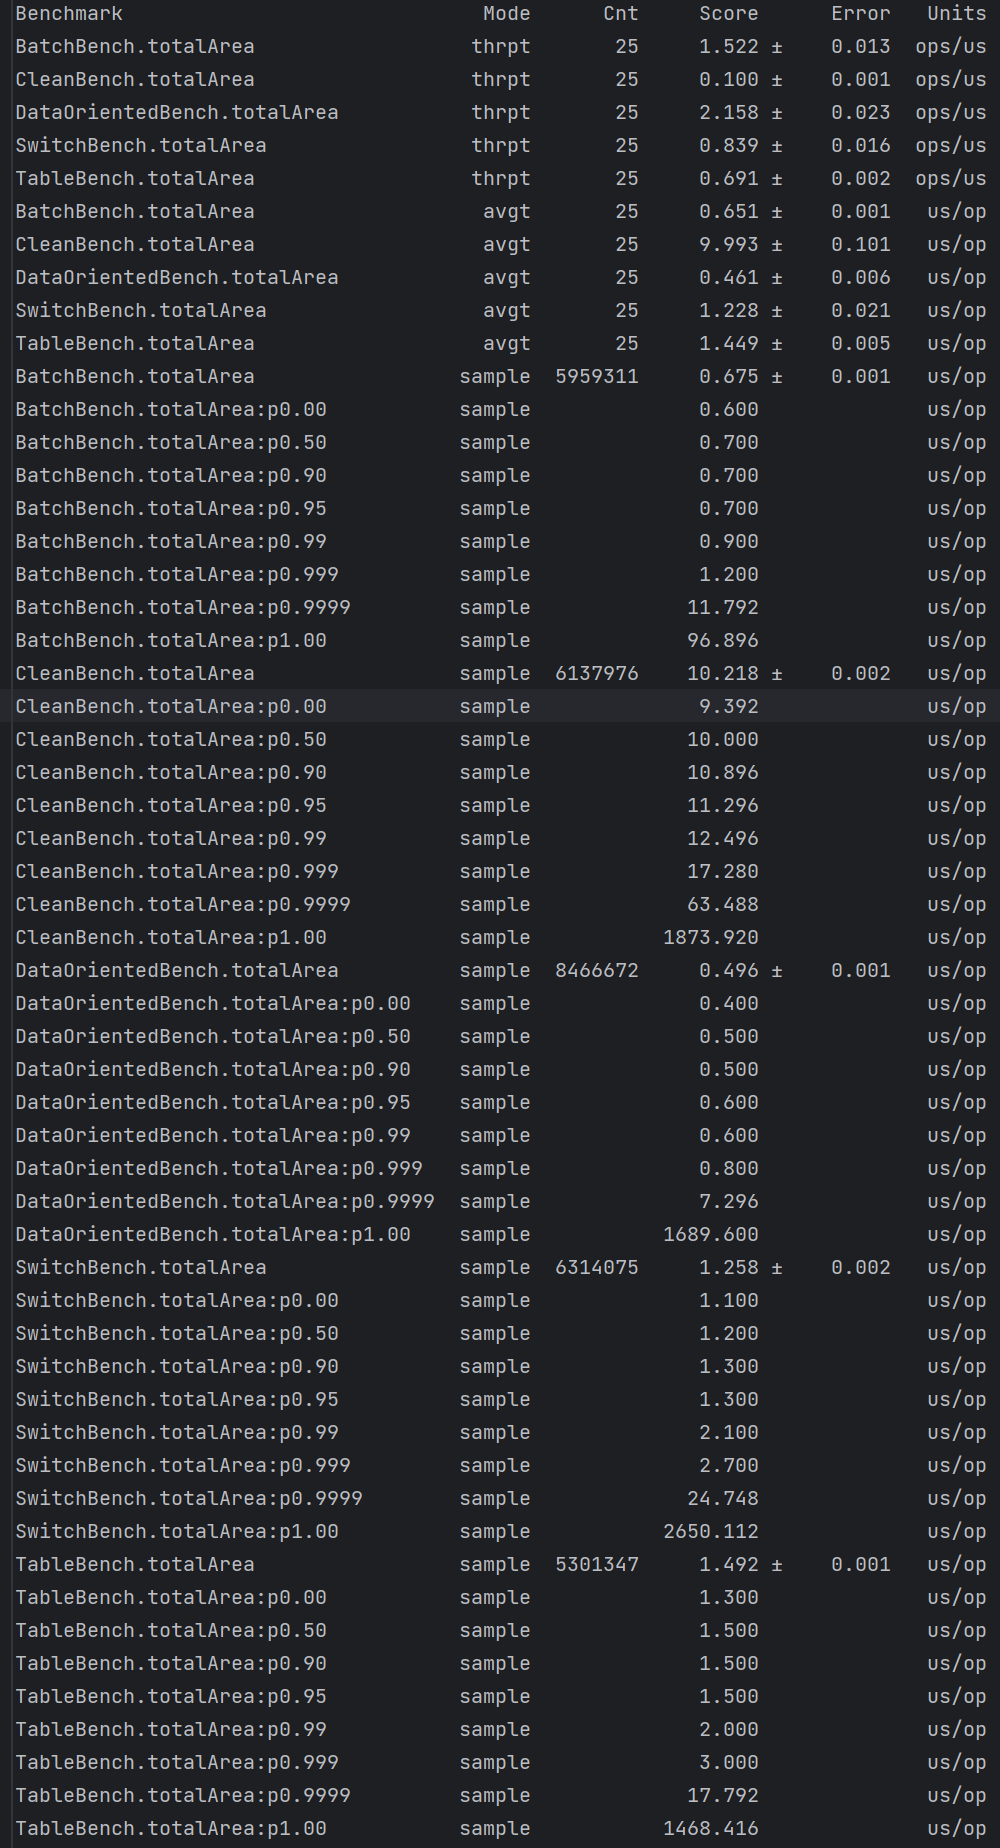 Benchmark Mode Cnt Score Error Units
BatchBench.totalArea thrpt 25 1.522 ± 0.013 ops/us
CleanBench.totalArea thrpt 25 0.100 ± 0.001 ops/us
DataOrientedBench.totalArea thrpt 25 2.158 ± 0.023 ops/us
SwitchBench.totalArea thrpt 25 0.839 ± 0.016 ops/us
TableBench.totalArea thrpt 25 0.691 ± 0.002 ops/us
BatchBench.totalArea avgt 25 0.651 ± 0.001 us/op
CleanBench.totalArea avgt 25 9.993 ± 0.101 us/op
DataOrientedBench.totalArea avgt 25 0.461 ± 0.006 us/op
SwitchBench.totalArea avgt 25 1.228 ± 0.021 us/op
TableBench.totalArea avgt 25 1.449 ± 0.005 us/op
BatchBench.totalArea sample 5959311 0.675 ± 0.001 us/op
BatchBench.totalArea:p0.00 sample 0.600 us/op
BatchBench.totalArea:p0.50 sample 0.700 us/op
BatchBench.totalArea:p0.90 sample 0.700 us/op
BatchBench.totalArea:p0.95 sample 0.700 us/op
BatchBench.totalArea:p0.99 sample 0.900 us/op
BatchBench.totalArea:p0.999 sample 1.200 us/op
BatchBench.totalArea:p0.9999 sample 11.792 us/op
BatchBench.totalArea:p1.00 sample 96.896 us/op
CleanBench.totalArea sample 6137976 10.218 ± 0.002 us/op
CleanBench.totalArea:p0.00 sample 9.392 us/op
CleanBench.totalArea:p0.50 sample 10.000 us/op
CleanBench.totalArea:p0.90 sample 10.896 us/op
CleanBench.totalArea:p0.95 sample 11.296 us/op
CleanBench.totalArea:p0.99 sample 12.496 us/op
CleanBench.totalArea:p0.999 sample 17.280 us/op
CleanBench.totalArea:p0.9999 sample 63.488 us/op
CleanBench.totalArea:p1.00 sample 1873.920 us/op
DataOrientedBench.totalArea sample 8466672 0.496 ± 0.001 us/op
DataOrientedBench.totalArea:p0.00 sample 0.400 us/op
DataOrientedBench.totalArea:p0.50 sample 0.500 us/op
DataOrientedBench.totalArea:p0.90 sample 0.500 us/op
DataOrientedBench.totalArea:p0.95 sample 0.600 us/op
DataOrientedBench.totalArea:p0.99 sample 0.600 us/op
DataOrientedBench.totalArea:p0.999 sample 0.800 us/op
DataOrientedBench.totalArea:p0.9999 sample 7.296 us/op
DataOrientedBench.totalArea:p1.00 sample 1689.600 us/op
SwitchBench.totalArea sample 6314075 1.258 ± 0.002 us/op
SwitchBench.totalArea:p0.00 sample 1.100 us/op
SwitchBench.totalArea:p0.50 sample 1.200 us/op
SwitchBench.totalArea:p0.90 sample 1.300 us/op
SwitchBench.totalArea:p0.95 sample 1.300 us/op
SwitchBench.totalArea:p0.99 sample 2.100 us/op
SwitchBench.totalArea:p0.999 sample 2.700 us/op
SwitchBench.totalArea:p0.9999 sample 24.748 us/op
SwitchBench.totalArea:p1.00 sample 2650.112 us/op
TableBench.totalArea sample 5301347 1.492 ± 0.001 us/op
TableBench.totalArea:p0.00 sample 1.300 us/op
TableBench.totalArea:p0.50 sample 1.500 us/op
TableBench.totalArea:p0.90 sample 1.500 us/op
TableBench.totalArea:p0.95 sample 1.500 us/op
TableBench.totalArea:p0.99 sample 2.000 us/op
TableBench.totalArea:p0.999 sample 3.000 us/op
TableBench.totalArea:p0.9999 sample 17.792 us/op
TableBench.totalArea:p1.00 sample 1468.416 us/op